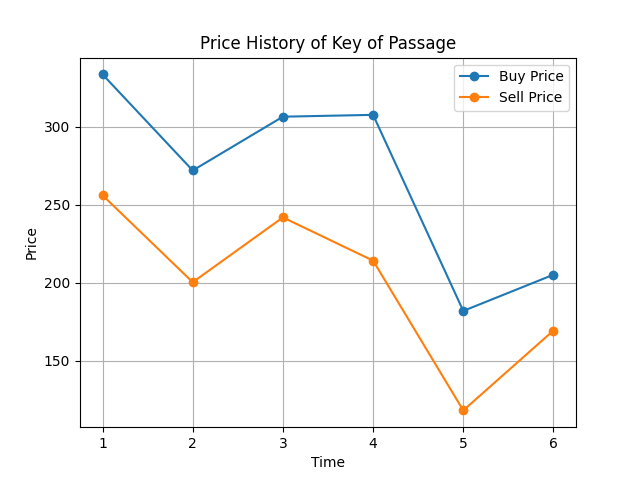 Price History of Key of Passage
Buy Price
Sell Price
Price
300
250
200
150
1 2 3 4 5 6
Time